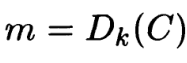 m = D_k(C)